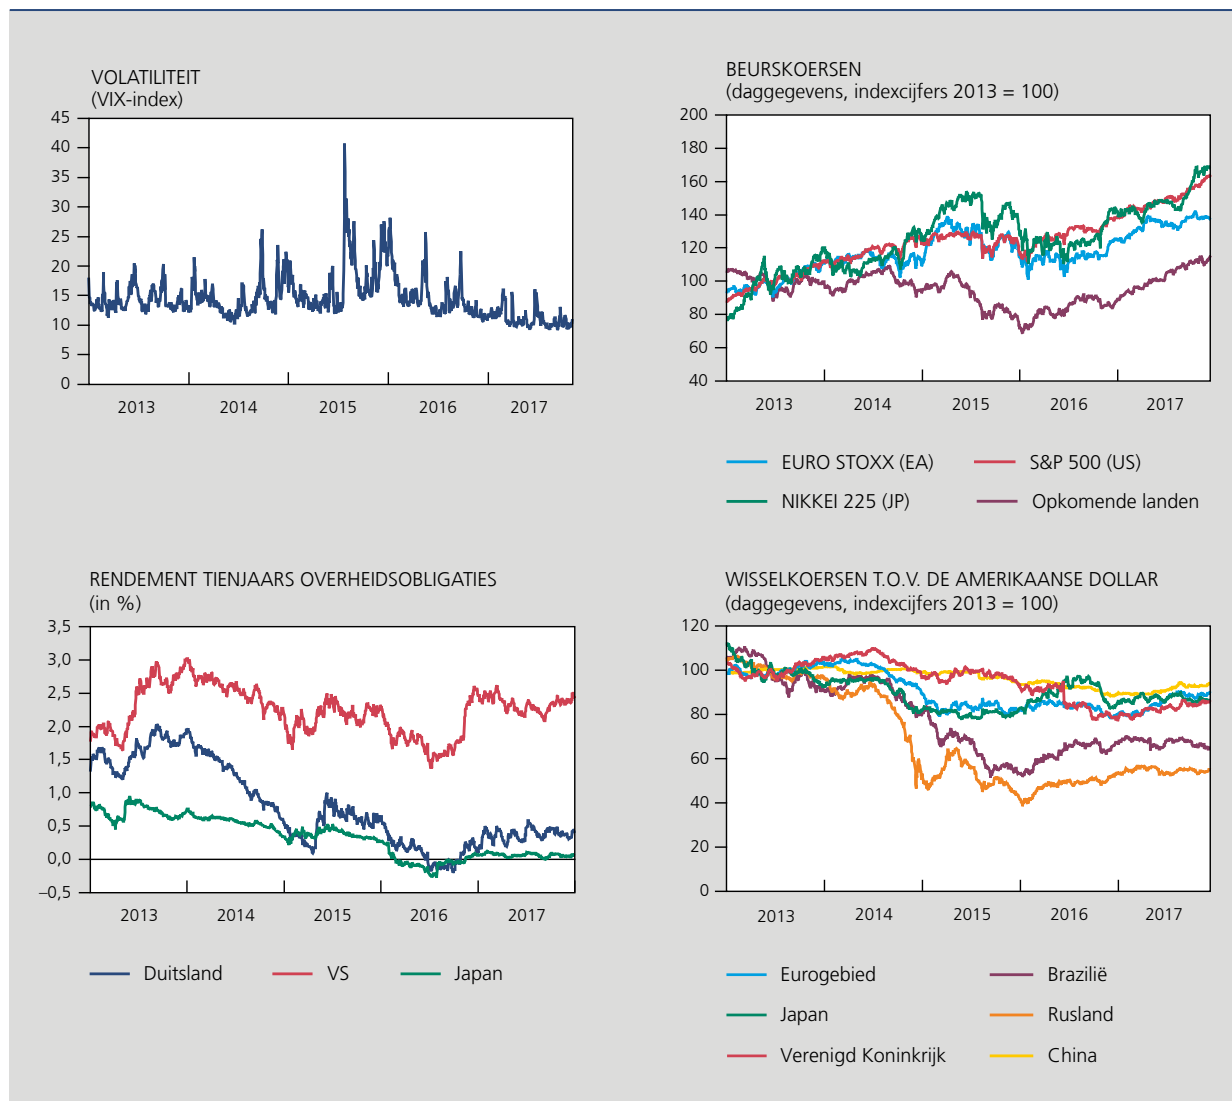 VOLATILITEIT
(VIX-index)
45
40
35
30
25
20
15
10
5
0
2013 2014 2015 2016 2017
BEURSKOERSEN
(daggegevens, indexcijfers 2013 = 100)
200
180
160
140
120
100
80
60
40
2013 2014 2015 2016 2017
EURO STOXX (EA) S&P 500 (US)
NIKKEI 225 (JP) Opkomende landen
RENDEMENT TIENJAARS OVERHEIDSOBLIGATIES
(in %)
3,5
3,0
2,5
2,0
1,5
1,0
0,5
0,0
–0,5
2013 2014 2015 2016 2017
Duitsland VS Japan
WISSELKOERSEN T.O.V. DE AMERIKAANSE DOLLAR
(daggegevens, indexcijfers 2013 = 100)
120
100
80
60
40
20
0
2013 2014 2015 2016 2017
Eurogebied Brazilië
Japan Rusland
Verenigd Koninkrijk China